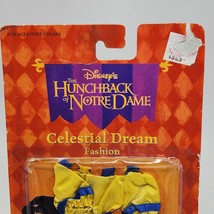 Disney's
THE HUNCHBACK
OF NOTRE DAME
Celestial Dream
Fashion